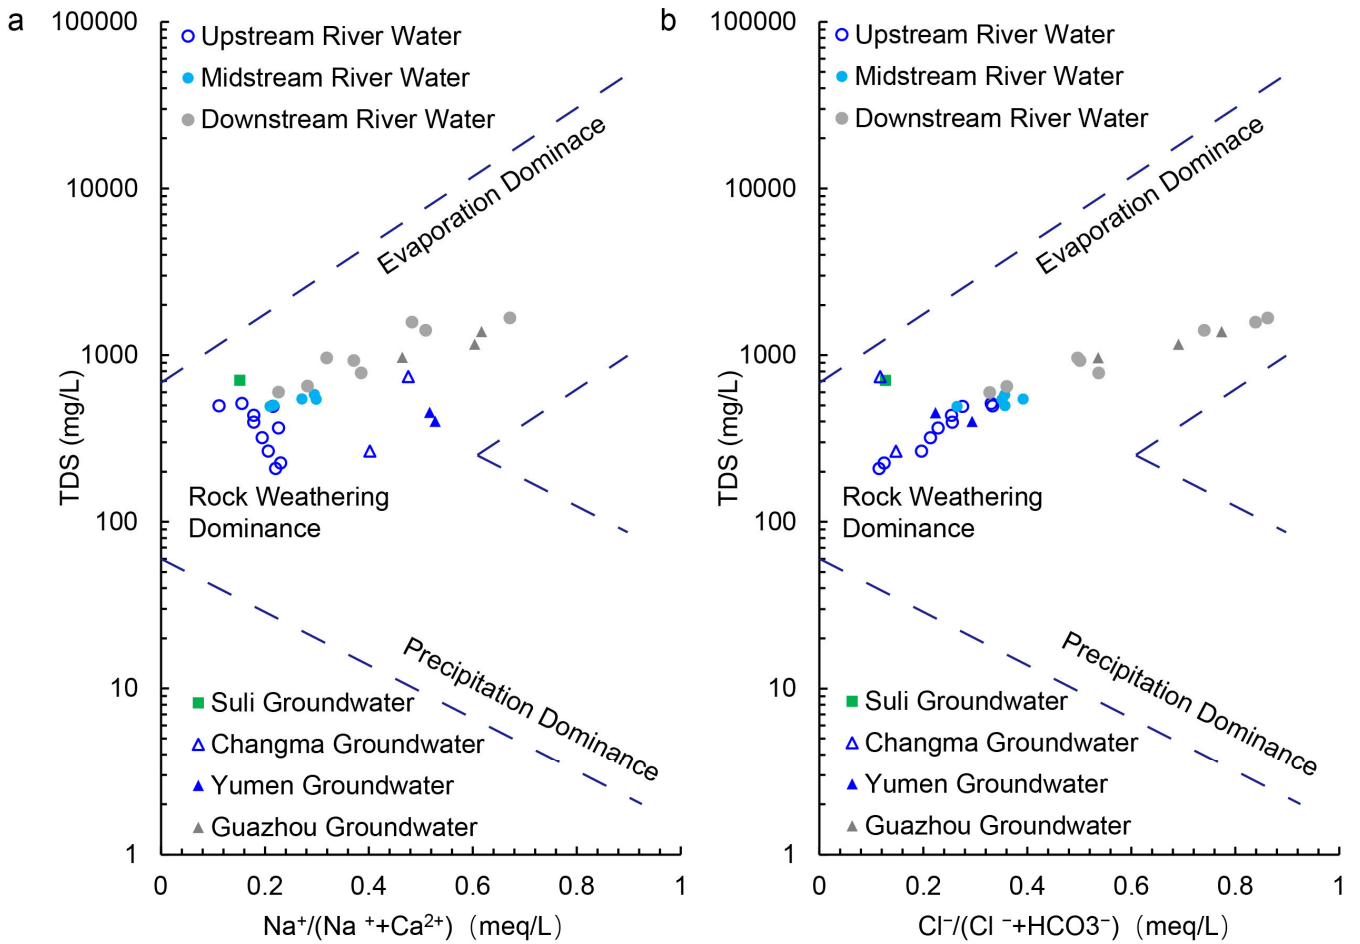 a
100000
10000
1000
100
10
1
TDS (mg/L)
Upstream River Water
Midstream River Water
Downstream River Water
Evaporation Dominace
Rock Weathering
Dominance
Precipitation Dominance
Suli Groundwater
Changma Groundwater
Yumen Groundwater
Guazhou Groundwater
0 0.2 0.4 0.6 0.8 1
Na⁺/(Na ⁺+Ca²⁺) (meq/L)
b
100000
10000
1000
100
10
1
TDS (mg/L)
Upstream River Water
Midstream River Water
Downstream River Water
Evaporation Dominace
Rock Weathering
Dominance
Precipitation Dominance
Suli Groundwater
Changma Groundwater
Yumen Groundwater
Guazhou Groundwater
0 0.2 0.4 0.6 0.8 1
Cl⁻/(Cl ⁻+HCO3⁻) (meq/L)